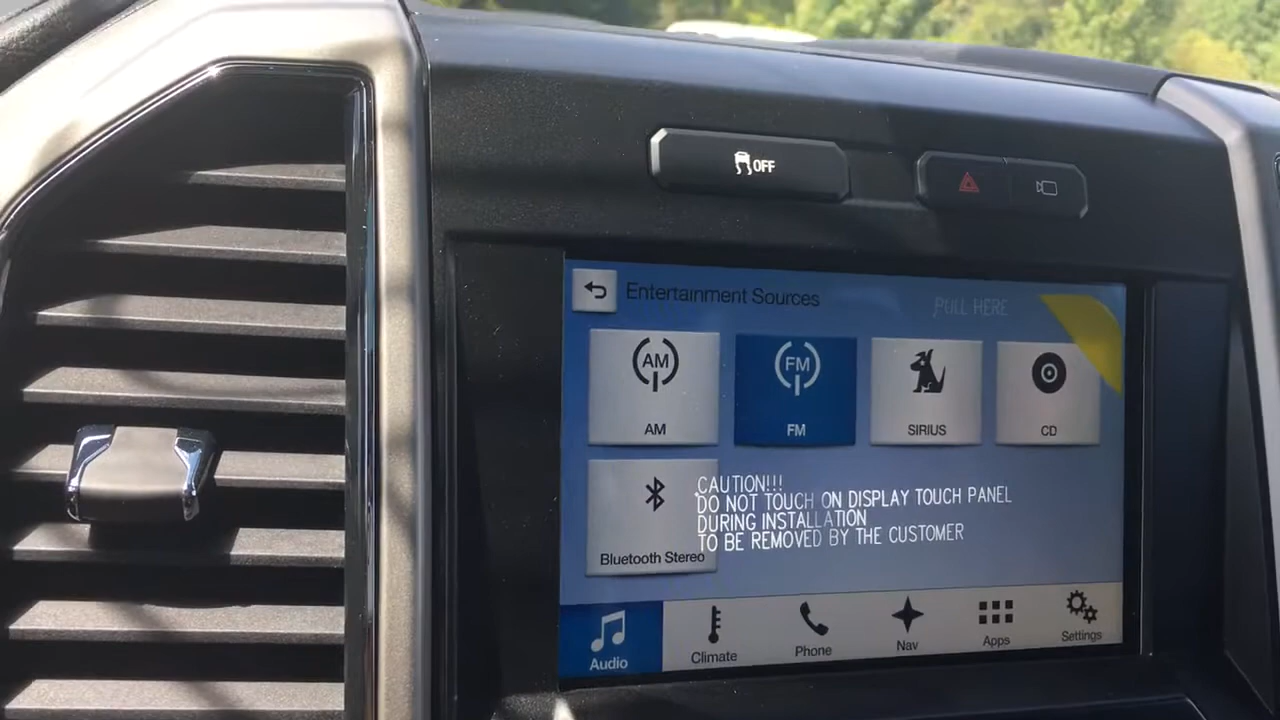 OFF
Entertainment Sources
PULL HERE
AM
FM
AM
FM
SIRIUS
CD
Bluetooth Stereo
CAUTION!!!
DO NOT TOUCH ON DISPLAY TOUCH PANEL
DURING INSTALLATION
TO BE REMOVED BY THE CUSTOMER
Audio
Climate
Phone
Nav
Apps
Settings